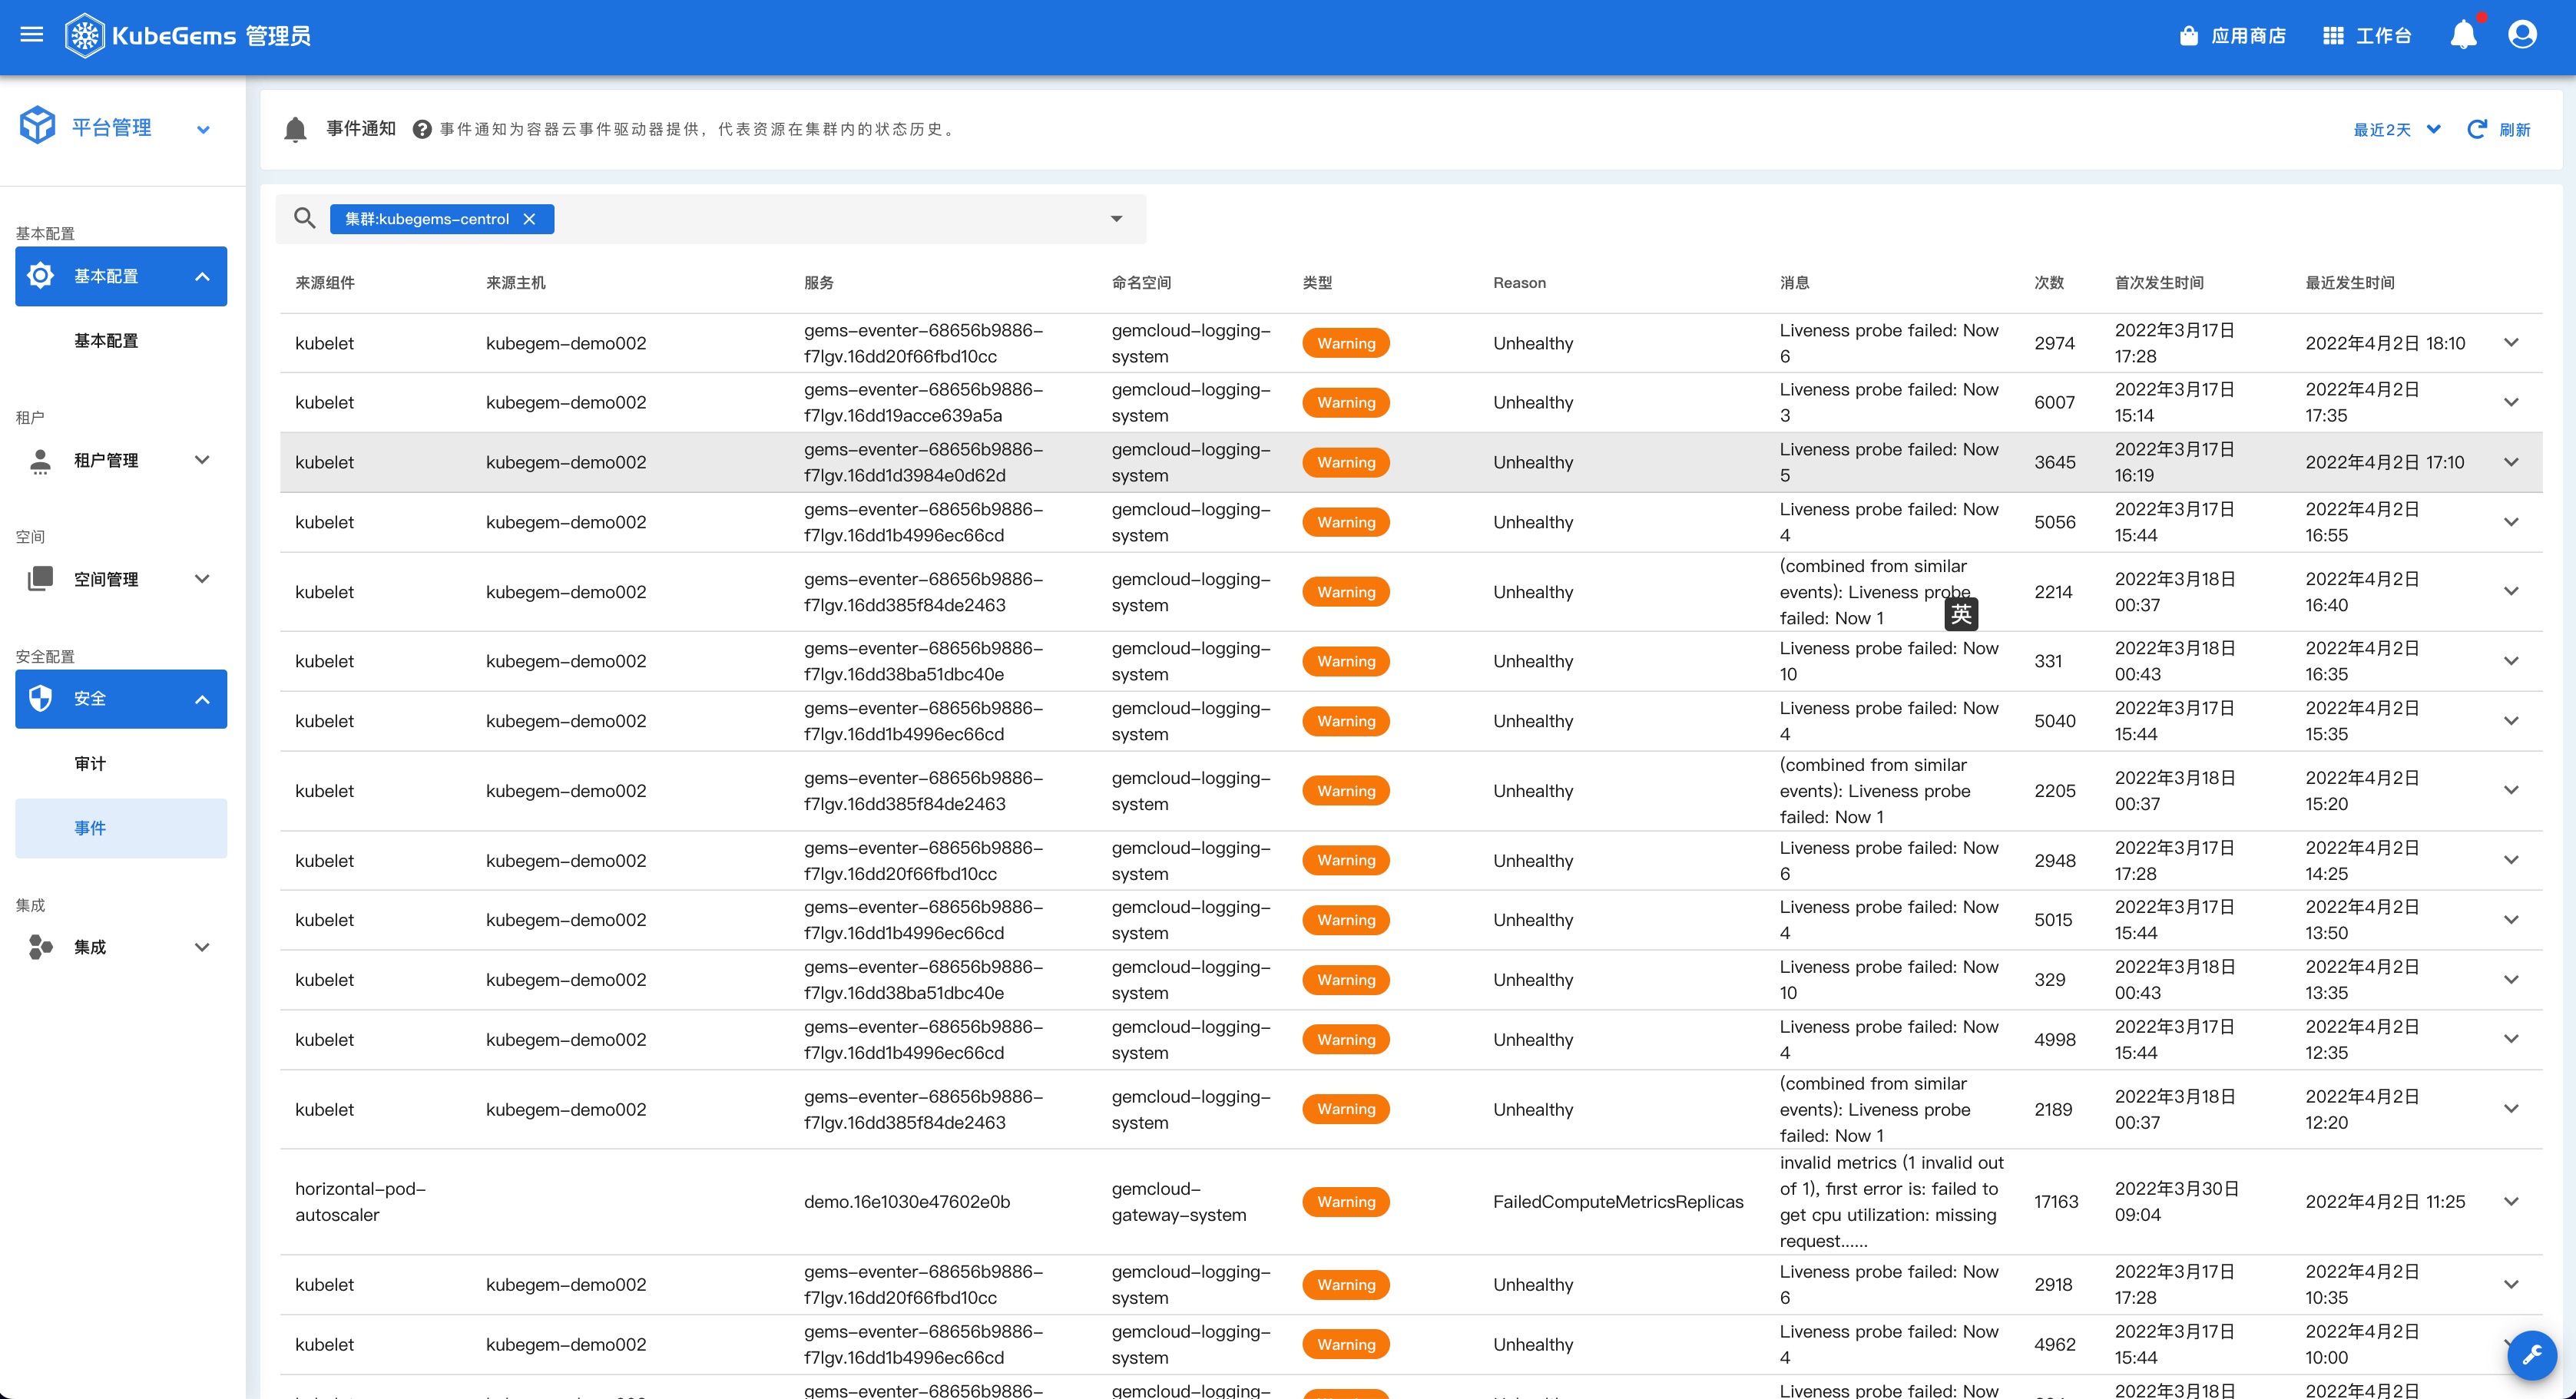 KubeGems 管理员
应用商店
工作台
平台管理
基本配置
基本配置
基本配置
租户
租户管理
空间
空间管理
安全配置
安全
审计
事件
集成
集成
事件通知 事件通知为容器云事件驱动器提供，代表资源在集群内的状态历史。
最近2天
刷新
集群:kubegems-centrol
来源组件 来源主机 服务 命名空间 类型 Reason 消息 次数 首次发生时间 最近发生时间
kubelet kubegem-demo002 gems-eventer-68656b9886-f7lgv.16dd20f66fbd10cc gemcloud-logging-system Warning Unhealthy Liveness probe failed: Now 6 2974 2022年3月17日 17:28 2022年4月2日 18:10
kubelet kubegem-demo002 gems-eventer-68656b9886-f7lgv.16dd19acce639a5a gemcloud-logging-system Warning Unhealthy Liveness probe failed: Now 3 6007 2022年3月17日 15:14 2022年4月2日 17:35
kubelet kubegem-demo002 gems-eventer-68656b9886-f7lgv.16dd1d3984e0d62d gemcloud-logging-system Warning Unhealthy Liveness probe failed: Now 5 3645 2022年3月17日 16:19 2022年4月2日 17:10
kubelet kubegem-demo002 gems-eventer-68656b9886-f7lgv.16dd1b4996ec66cd gemcloud-logging-system Warning Unhealthy Liveness probe failed: Now 4 5056 2022年3月17日 15:44 2022年4月2日 16:55
kubelet kubegem-demo002 gems-eventer-68656b9886-f7lgv.16dd385f84de2463 gemcloud-logging-system Warning Unhealthy (combined from similar events): Liveness probe failed: Now 1 2214 2022年3月18日 00:37 2022年4月2日 16:40
英
kubelet kubegem-demo002 gems-eventer-68656b9886-f7lgv.16dd38ba51dbc40e gemcloud-logging-system Warning Unhealthy Liveness probe failed: Now 10 331 2022年3月18日 00:43 2022年4月2日 16:35
kubelet kubegem-demo002 gems-eventer-68656b9886-f7lgv.16dd1b4996ec66cd gemcloud-logging-system Warning Unhealthy Liveness probe failed: Now 4 5040 2022年3月17日 15:44 2022年4月2日 15:35
kubelet kubegem-demo002 gems-eventer-68656b9886-f7lgv.16dd385f84de2463 gemcloud-logging-system Warning Unhealthy (combined from similar events): Liveness probe failed: Now 1 2205 2022年3月18日 00:37 2022年4月2日 15:20
kubelet kubegem-demo002 gems-eventer-68656b9886-f7lgv.16dd20f66fbd10cc gemcloud-logging-system Warning Unhealthy Liveness probe failed: Now 6 2948 2022年3月17日 17:28 2022年4月2日 14:25
kubelet kubegem-demo002 gems-eventer-68656b9886-f7lgv.16dd1b4996ec66cd gemcloud-logging-system Warning Unhealthy Liveness probe failed: Now 4 5015 2022年3月17日 15:44 2022年4月2日 13:50
kubelet kubegem-demo002 gems-eventer-68656b9886-f7lgv.16dd38ba51dbc40e gemcloud-logging-system Warning Unhealthy Liveness probe failed: Now 10 329 2022年3月18日 00:43 2022年4月2日 13:35
kubelet kubegem-demo002 gems-eventer-68656b9886-f7lgv.16dd1b4996ec66cd gemcloud-logging-system Warning Unhealthy Liveness probe failed: Now 4 4998 2022年3月17日 15:44 2022年4月2日 12:35
kubelet kubegem-demo002 gems-eventer-68656b9886-f7lgv.16dd385f84de2463 gemcloud-logging-system Warning Unhealthy (combined from similar events): Liveness probe failed: Now 1 2189 2022年3月18日 00:37 2022年4月2日 12:20
horizontal-pod-autoscaler demo.16e1030e47602e0b gemcloud-gateway-system Warning FailedComputeMetricsReplicas invalid metrics (1 invalid out of 1), first error is: failed to get cpu utilization: missing request...... 17163 2022年3月30日 09:04 2022年4月2日 11:25
kubelet kubegem-demo002 gems-eventer-68656b9886-f7lgv.16dd20f66fbd10cc gemcloud-logging-system Warning Unhealthy Liveness probe failed: Now 6 2918 2022年3月17日 17:28 2022年4月2日 10:35
kubelet kubegem-demo002 gems-eventer-68656b9886-f7lgv.16dd1b4996ec66cd gemcloud-logging-system Warning Unhealthy Liveness probe failed: Now 4 4962 2022年3月17日 15:44 2022年4月2日 10:00
gems-eventer-68656b9886- gemcloud-logging- Liveness probe failed: Now 2022年3月18日 2022年4月2日